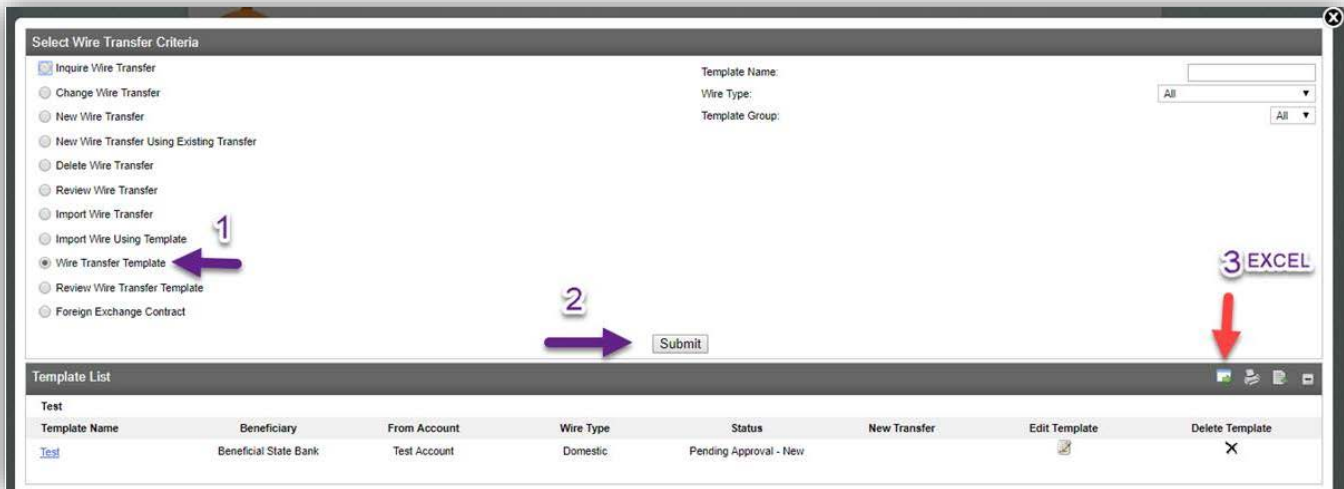 Select Wire Transfer Criteria
Inquire Wire Transfer
Change Wire Transfer
New Wire Transfer
New Wire Transfer Using Existing Transfer
Delete Wire Transfer
Review Wire Transfer
Import Wire Transfer
Import Wire Using Template
Wire Transfer Template
Review Wire Transfer Template
Foreign Exchange Contract
Template Name:
Wire Type: All
Template Group: All
1
2
3 EXCEL
Submit
Template List
Test
Template Name Beneficiary From Account Wire Type Status New Transfer Edit Template Delete Template
Test Beneficial State Bank Test Account Domestic Pending Approval - New